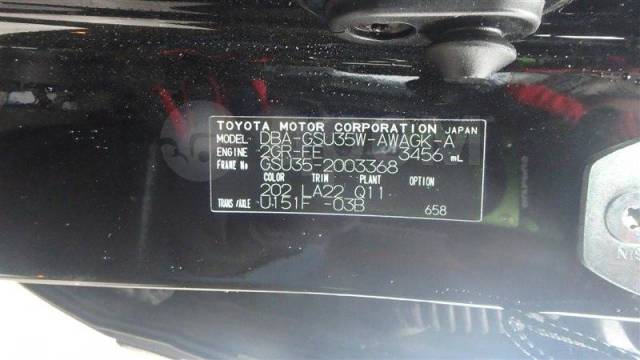 TOYOTA MOTOR CORPORATION JAPAN
MODEL DBA-GSU35W-AWAGK-A
ENGINE 2GR-FE 3456 mL
FRAME No GSU35-2003368
COLOR TRIM PLANT OPTION
202 LA22 Q11
TRANS/AXLE U151F -03B
658